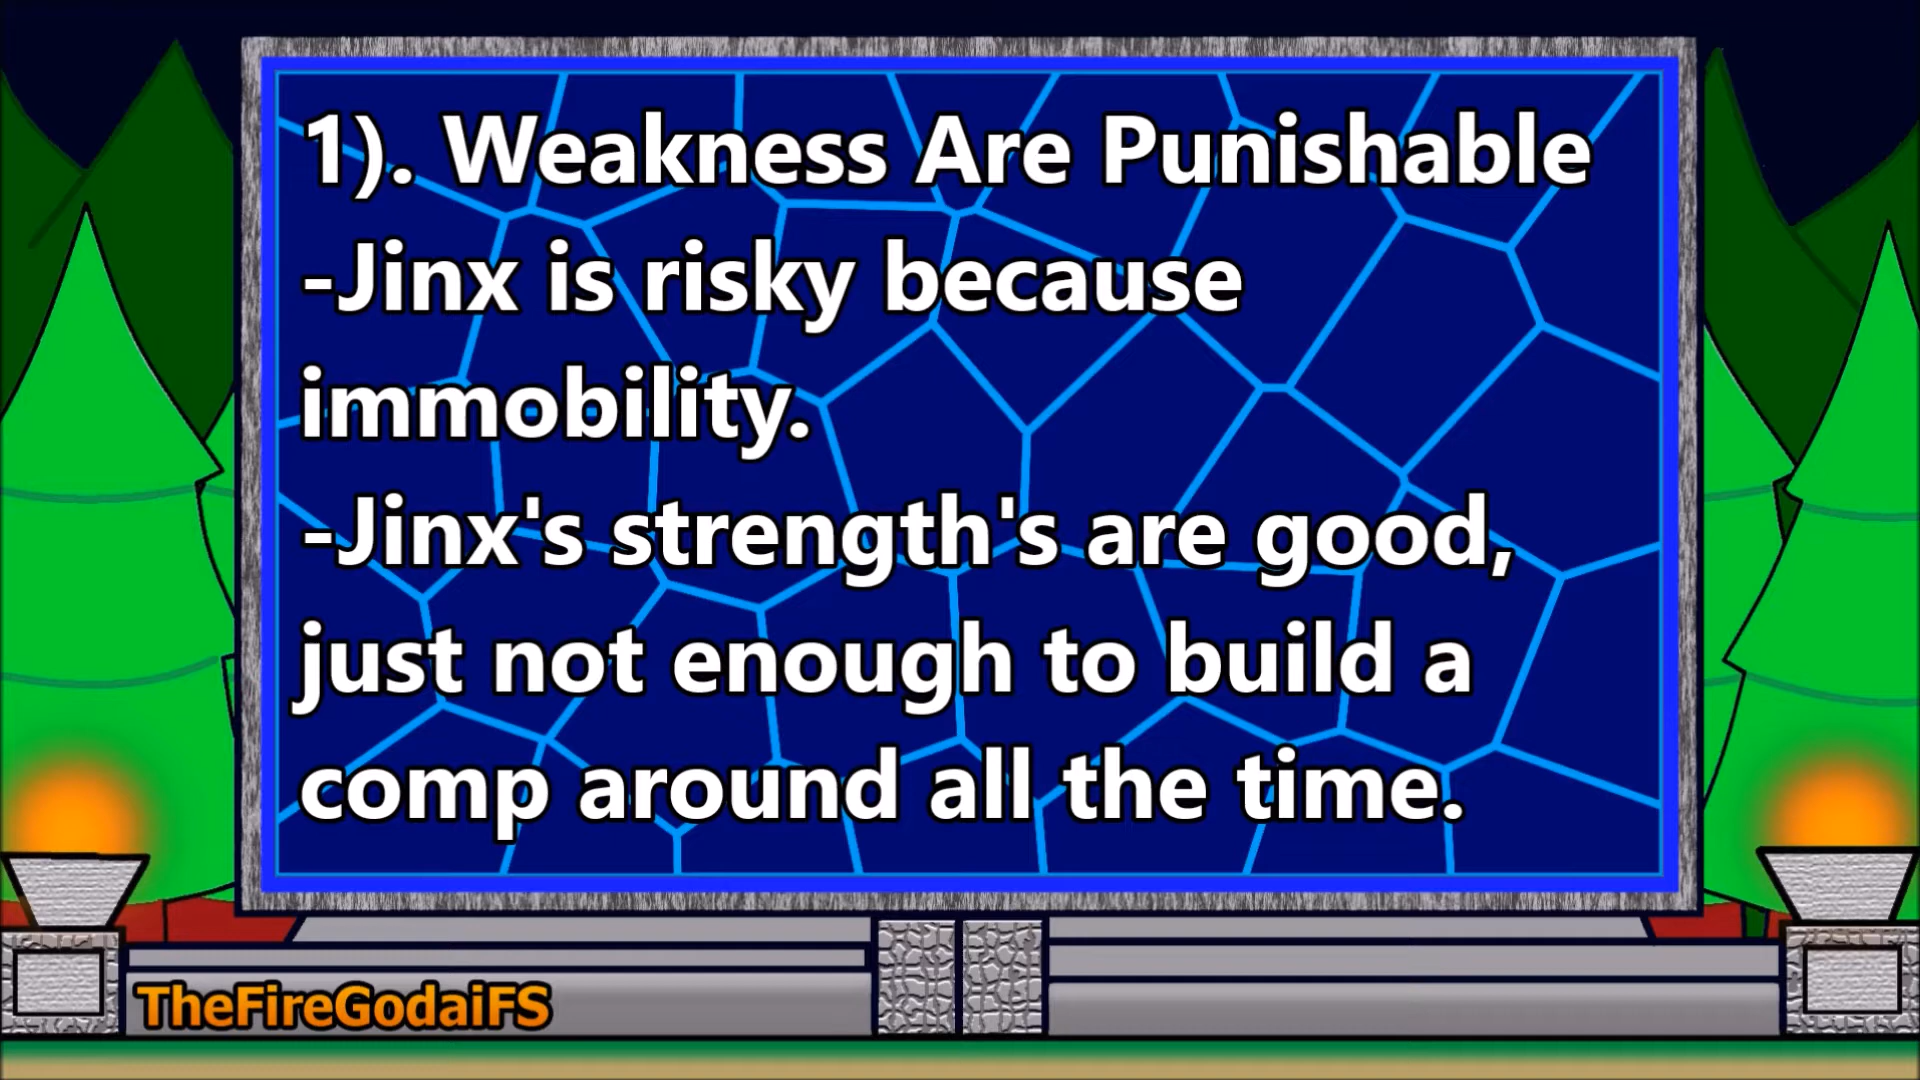 1). Weakness Are Punishable
-Jinx is risky because
immobility.
-Jinx's strength's are good,
just not enough to build a
comp around all the time.
TheFireGodaiFS